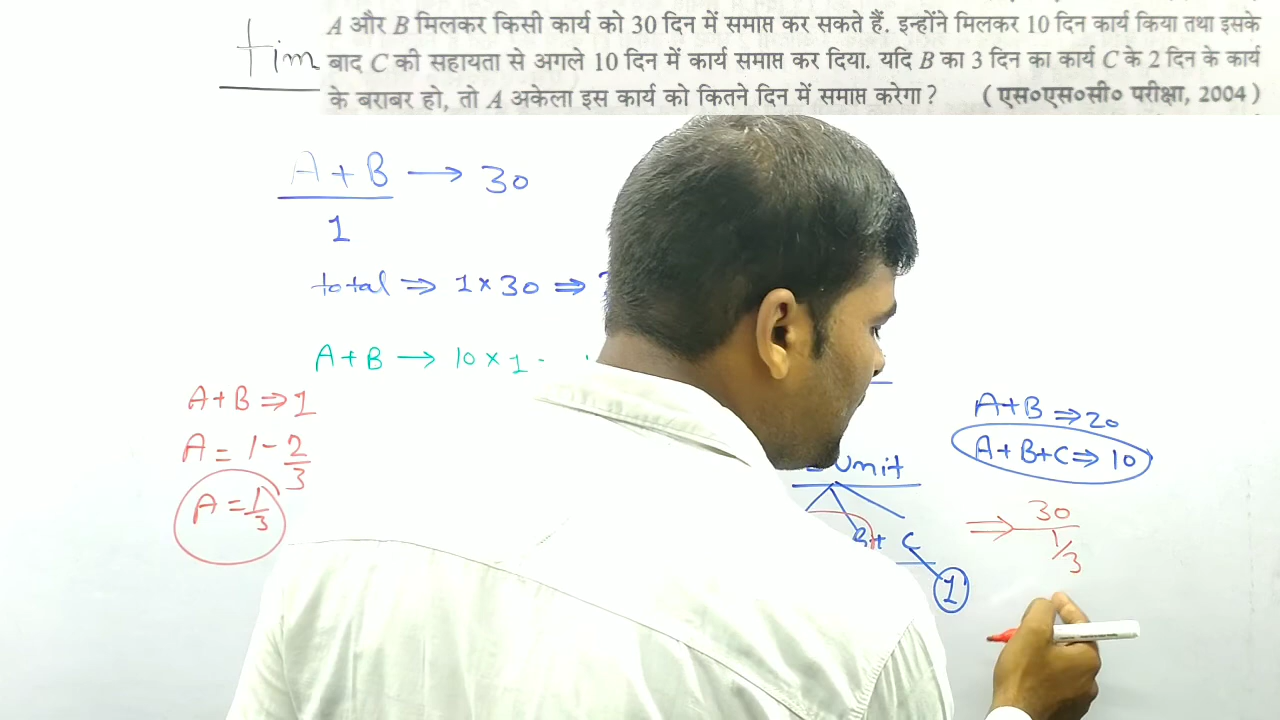 A और B मिलकर किसी कार्य को 30 दिन में समाप्त कर सकते हैं. इन्होंने मिलकर 10 दिन कार्य किया तथा इसके
बाद C की सहायता से अगले 10 दिन में कार्य समाप्त कर दिया. यदि B का 3 दिन का कार्य C के 2 दिन के कार्य
के बराबर हो, तो A अकेला इस कार्य को कितने दिन में समाप्त करेगा ? ( एस०एस०सी० परीक्षा, 2004 )
A + B → 30
1
total ⇒ 1 × 30 ⇒
A + B → 10 × 1
A + B ⇒ 1
A = 1 - 2/3
A = 1/3
Unit
B + C
1
A + B ⇒ 20
A + B + C ⇒ 10
⇒ 30
1/3